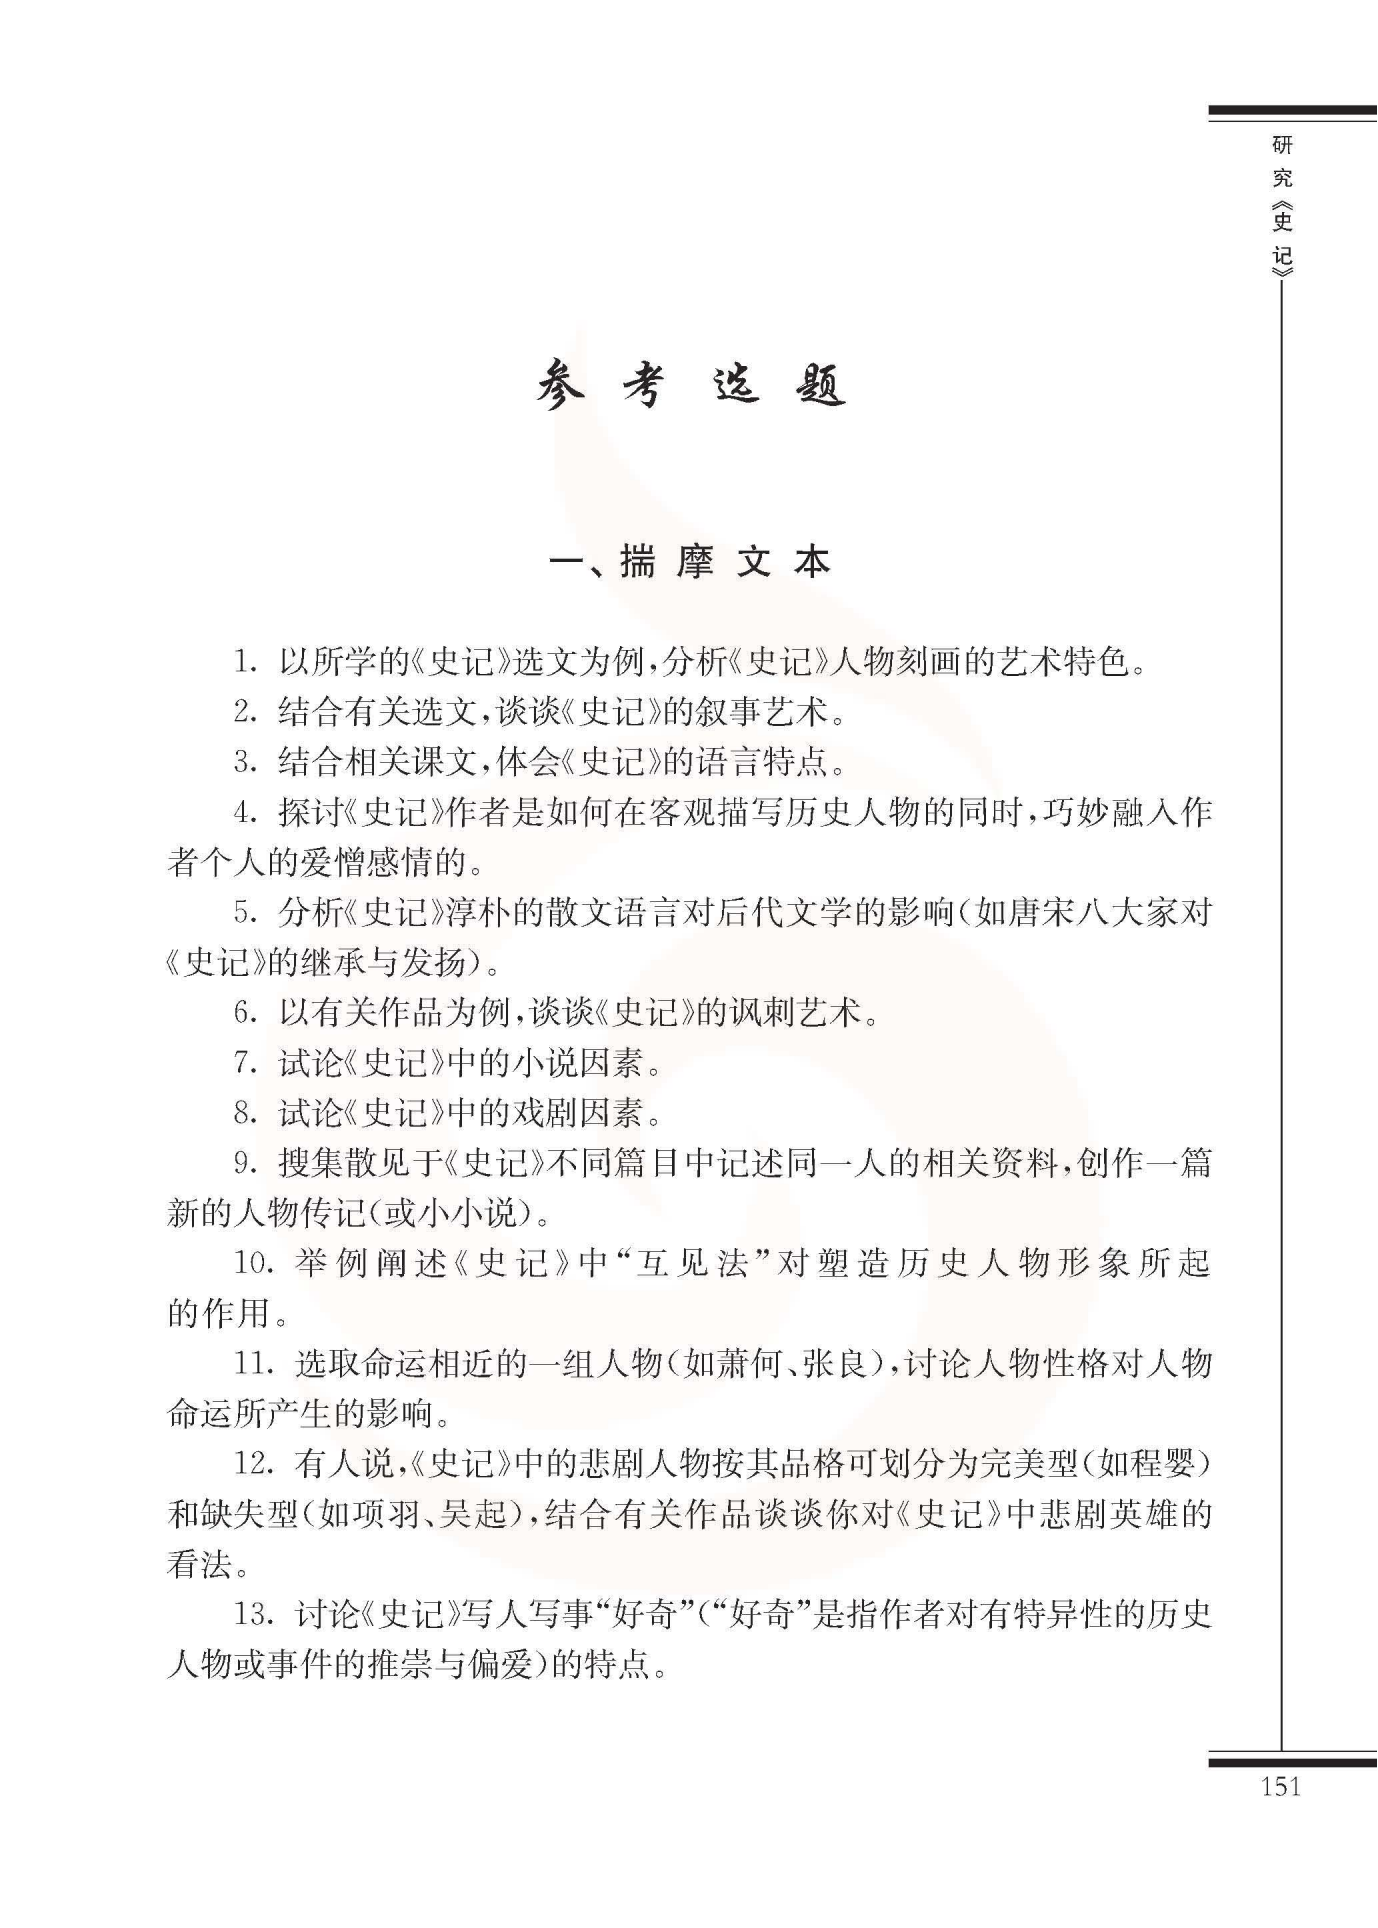 研究《史记》
参考选题
一、揣摩文本
1. 以所学的《史记》选文为例，分析《史记》人物刻画的艺术特色。
2. 结合有关选文，谈谈《史记》的叙事艺术。
3. 结合相关课文，体会《史记》的语言特点。
4. 探讨《史记》作者是如何在客观描写历史人物的同时，巧妙融入作
者个人的爱憎感情的。
5. 分析《史记》淳朴的散文语言对后代文学的影响（如唐宋八大家对
《史记》的继承与发扬）。
6. 以有关作品为例，谈谈《史记》的讽刺艺术。
7. 试论《史记》中的小说因素。
8. 试论《史记》中的戏剧因素。
9. 搜集散见于《史记》不同篇目中记述同一人的相关资料，创作一篇
新的人物传记（或小小说）。
10. 举例阐述《史记》中“互见法”对塑造历史人物形象所起
的作用。
11. 选取命运相近的一组人物（如萧何、张良），讨论人物性格对人物
命运所产生的影响。
12. 有人说，《史记》中的悲剧人物按其品格可划分为完美型（如程婴）
和缺失型（如项羽、吴起），结合有关作品谈谈你对《史记》中悲剧英雄的
看法。
13. 讨论《史记》写人写事“好奇”（“好奇”是指作者对有特异性的历史
人物或事件的推崇与偏爱）的特点。
151